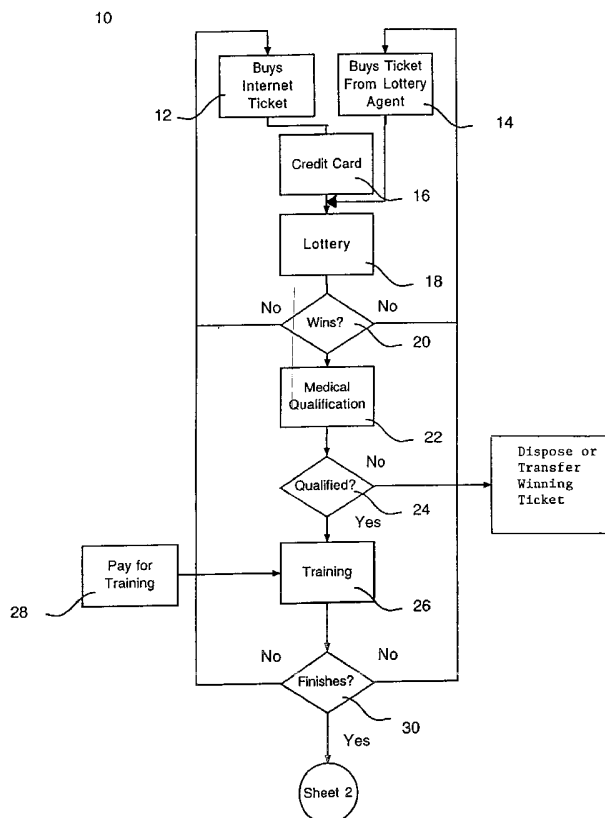 10
Buys
Internet
Ticket
12
Buys Ticket
From Lottery
Agent
14
Credit Card
16
Lottery
18
No
No
Wins?
20
Medical
Qualification
22
No
Qualified?
24
Yes
Dispose or
Transfer
Winning
Ticket
Pay for
Training
28
Training
26
No
No
Finishes?
30
Yes
Sheet 2